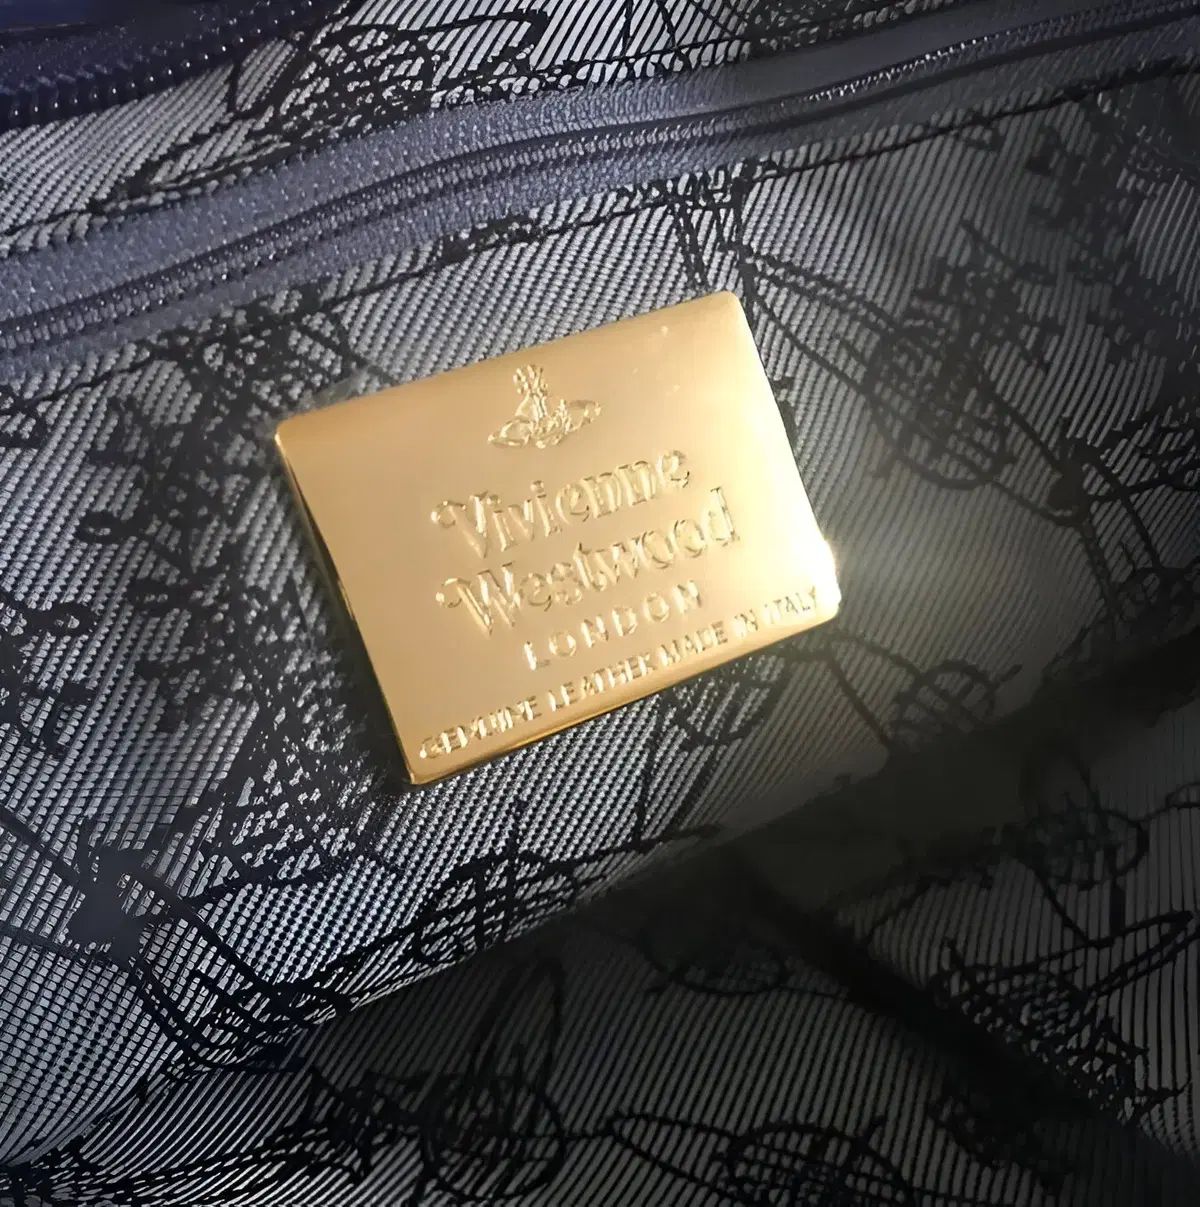 Vivienne
Westwood
LONDON
GENUINE LEATHER MADE IN ITALY